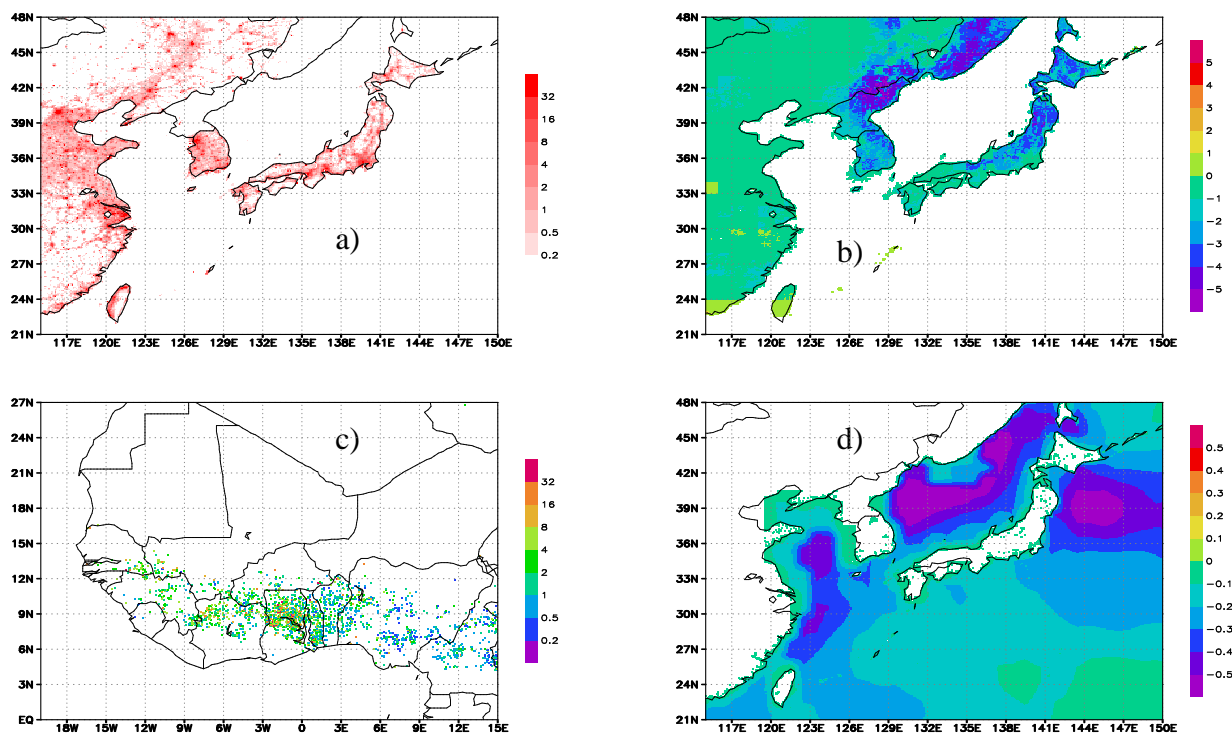 48N
45N
42N
39N
36N
33N
30N
27N
24N
21N
117E 120E 123E 126E 129E 132E 135E 138E 141E 144E 147E 150E
a)
32
16
8
4
2
1
0.5
0.2
48N
45N
42N
39N
36N
33N
30N
27N
24N
21N
117E 120E 123E 126E 129E 132E 135E 138E 141E 144E 147E 150E
b)
5
4
3
2
1
0
-1
-2
-3
-4
-5
27N
24N
21N
18N
15N
12N
9N
6N
3N
EQ
18W 15W 12W 9W 6W 3W 0 3E 6E 9E 12E 15E
c)
32
16
8
4
2
1
0.5
0.2
48N
45N
42N
39N
36N
33N
30N
27N
24N
21N
117E 120E 123E 126E 129E 132E 135E 138E 141E 144E 147E 150E
d)
0.5
0.4
0.3
0.2
0.1
0
-0.1
-0.2
-0.3
-0.4
-0.5